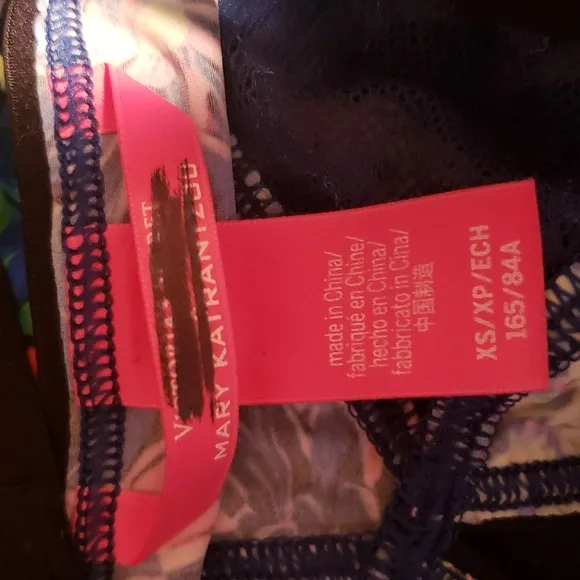 MARY KATRANTZOU
made in China/
fabriqué en Chine/
hecho en China/
fabbricato in Cina/
中国制造
XS/XP/ECH
165/84A